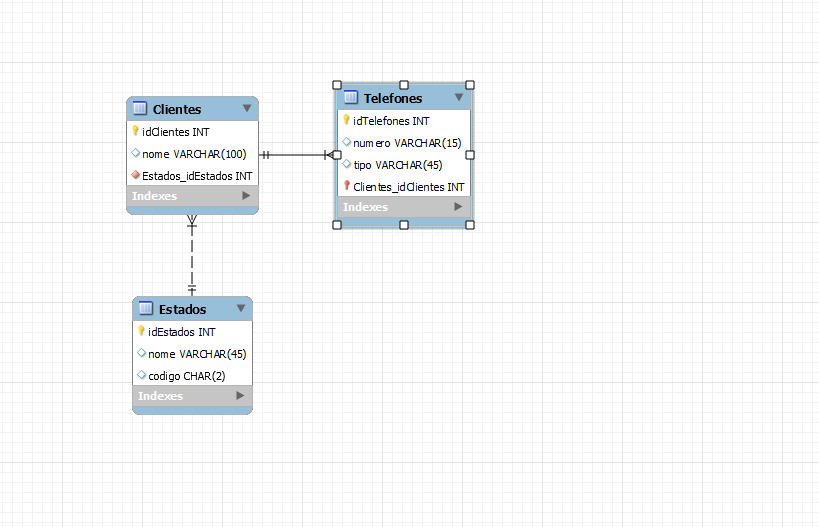 Clientes
idClientes INT
nome VARCHAR(100)
Estados_idEstados INT
Indexes
Telefones
idTelefones INT
numero VARCHAR(15)
tipo VARCHAR(45)
Clientes_idClientes INT
Indexes
Estados
idEstados INT
nome VARCHAR(45)
codigo CHAR(2)
Indexes